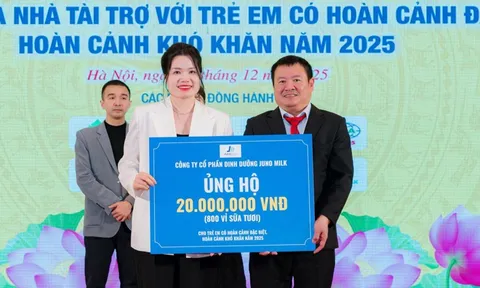 NHÀ TÀI TRỢ VỚI TRẺ EM CÓ HOÀN CẢNH
HOÀN CẢNH KHÓ KHĂN NĂM 2025
Hà Nội, tháng 12 2025
CÁC ĐỒNG HÀNH
CÔNG TY CỔ PHẦN DINH DƯỠNG JUNO MILK
ỦNG HỘ
20.000.000 VNĐ
(800 VỈ SỮA TƯƠI)
CHO TRẺ EM CÓ HOÀN CẢNH ĐẶC BIỆT,
HOÀN CẢNH KHÓ KHĂN NĂM 2025